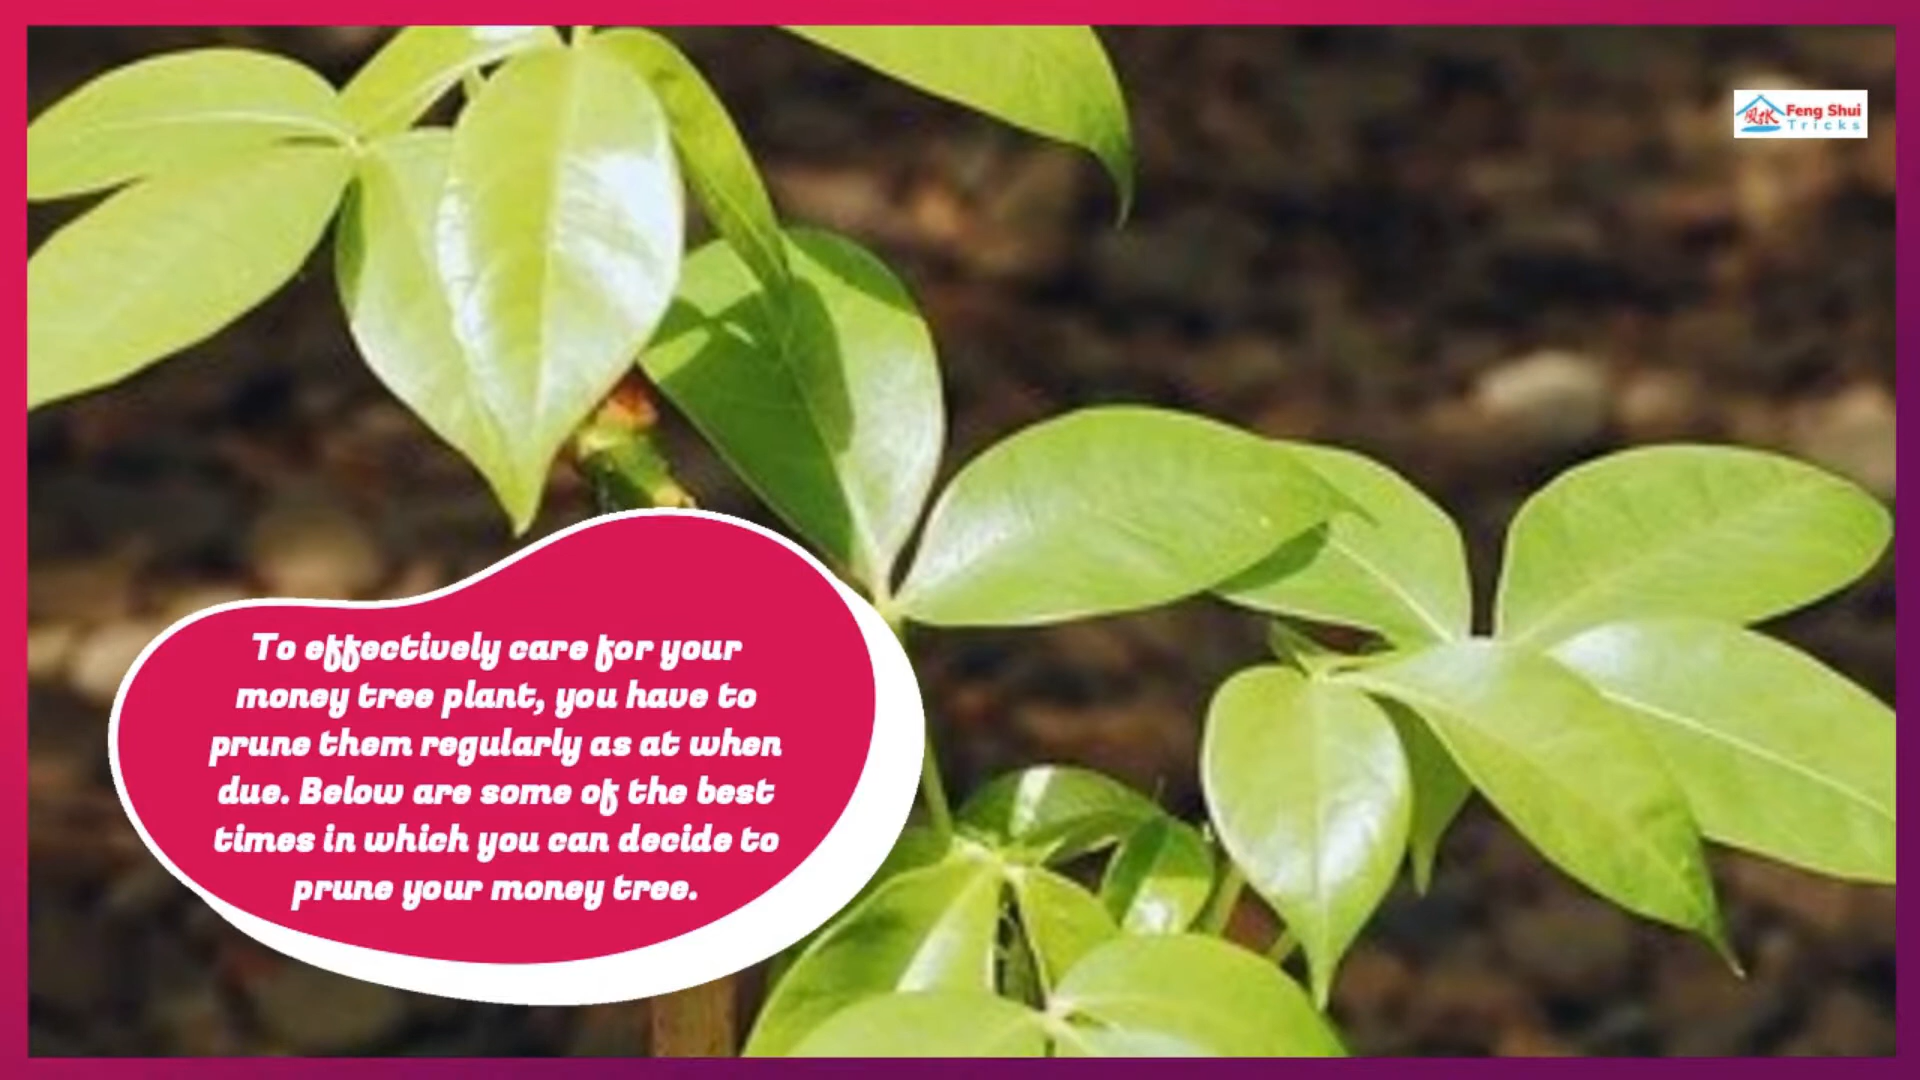 Feng Shui
Tricks
To effectively care for your
money tree plant, you have to
prune them regularly as at when
due. Below are some of the best
times in which you can decide to
prune your money tree.